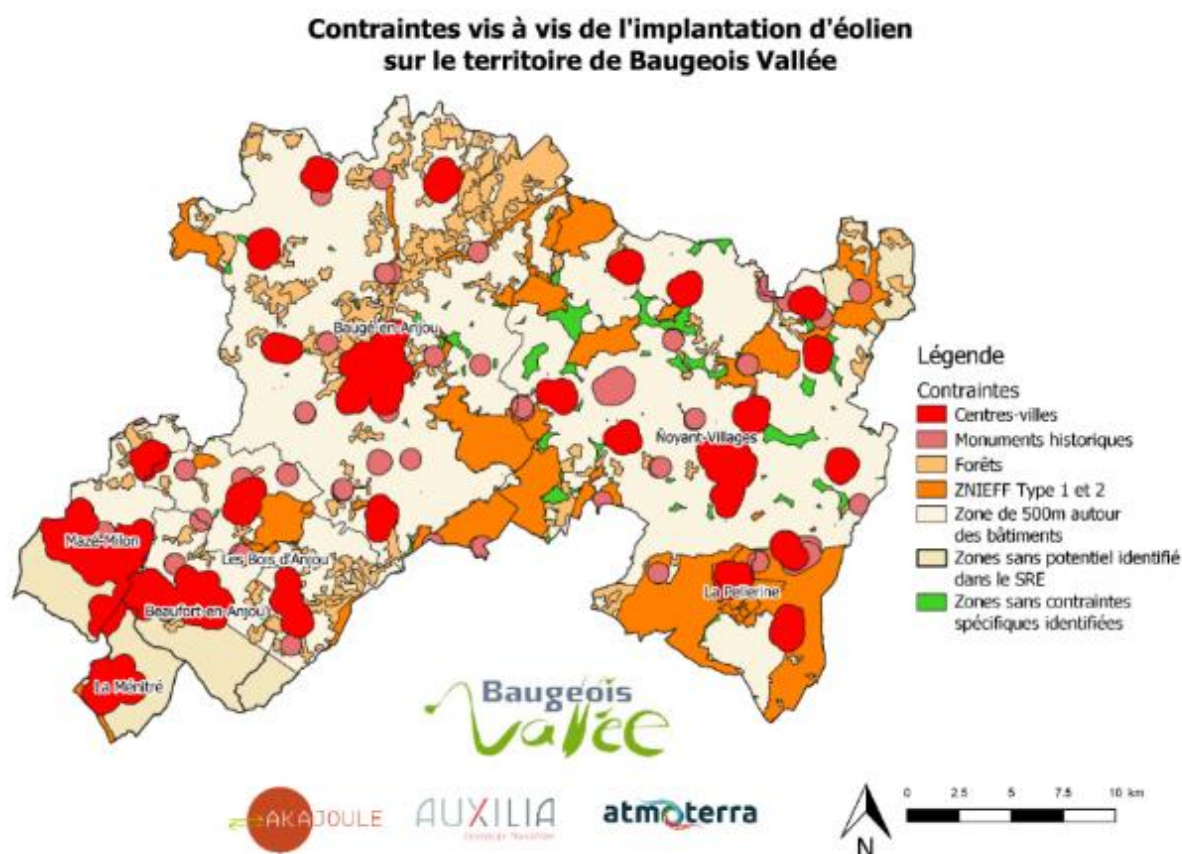 Contraintes vis à vis de l'implantation d'éolien
sur le territoire de Baugeois Vallée
Baugé-en-Anjou
Noyant-Villages
Mazé-Milon
Les Bois d'Anjou
Beaufort-en-Anjou
La Pellerine
La Ménitré
Légende
Contraintes
Centres-villes
Monuments historiques
Forêts
ZNIEFF Type 1 et 2
Zone de 500m autour
des bâtiments
Zones sans potentiel identifié
dans le SRE
Zones sans contraintes
spécifiques identifiées
Baugeois
Vallée
AKAJOULE
AUXILIA
atmoterra
0 2.5 5 7.5 10 km
N